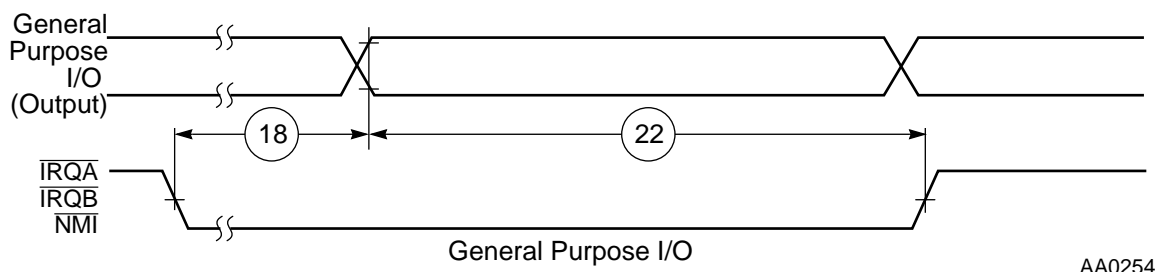 General
Purpose
I/O
(Output)
18
22
IRQA
IRQB
NMI
General Purpose I/O
AA0254